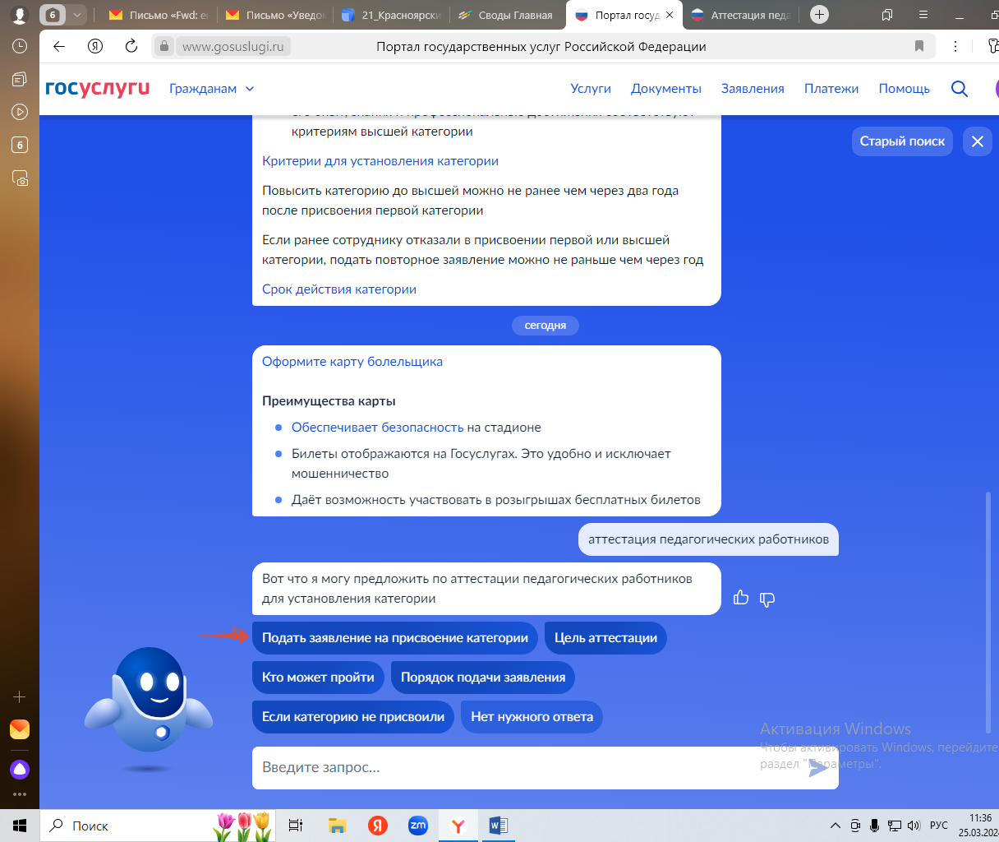 6
Письмо «Fwd: е
Письмо «Уведо
21_Красноярск
Своды Главная
Портал госу
Аттестация педа
Я
www.gosuslugi.ru
Портал государственных услуг Российской Федерации
госуслуги
Гражданам
Услуги
Документы
Заявления
Платежи
Помощь
6
Старый поиск
критериям высшей категории
Критерии для установления категории
Повысить категорию до высшей можно не ранее чем через два года
после присвоения первой категории
Если ранее сотруднику отказали в присвоении первой или высшей
категории, подать повторное заявление можно не раньше чем через год
Срок действия категории
сегодня
Оформите карту болельщика
Преимущества карты
Обеспечивает безопасность на стадионе
Билеты отображаются на Госуслугах. Это удобно и исключает
мошенничество
Даёт возможность участвовать в розыгрышах бесплатных билетов
аттестация педагогических работников
Вот что я могу предложить по аттестации педагогических работников
для установления категории
Подать заявление на присвоение категории
Цель аттестации
Кто может пройти
Порядок подачи заявления
Если категорию не присвоили
Нет нужного ответа
Активация Windows
Чтобы активировать Windows, перейдите
раздел "Параметры".
Введите запрос...
Поиск
Я
zm
Y
W
РУС
11:36
25.03.202